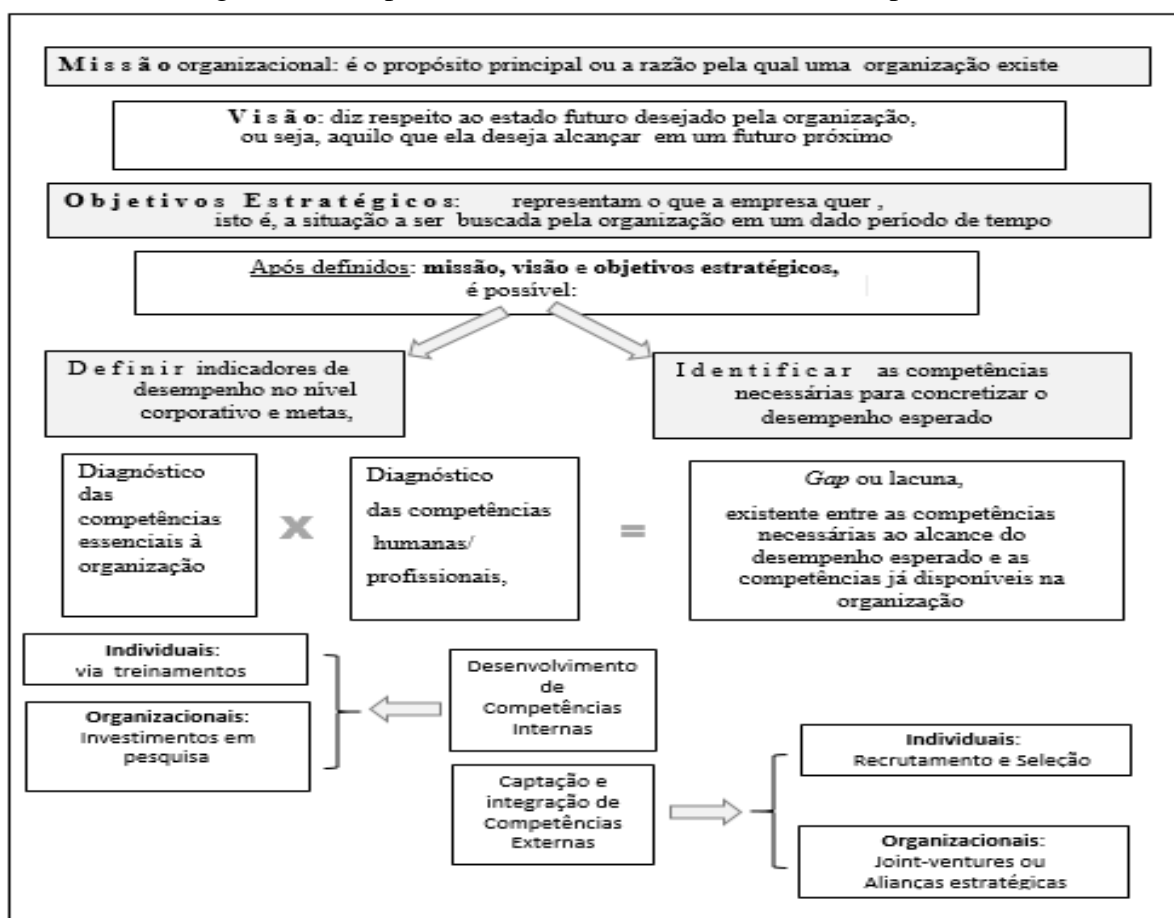 Missão organizacional: é o propósito principal ou a razão pela qual uma organização existe
Visão: diz respeito ao estado futuro desejado pela organização,
ou seja, aquilo que ela deseja alcançar em um futuro próximo
Objetivos Estratégicos: representam o que a empresa quer ,
isto é, a situação a ser buscada pela organização em um dado período de tempo
Após definidos: missão, visão e objetivos estratégicos,
é possível:
Definir indicadores de
desempenho no nível
corporativo e metas,
Identificar as competências
necessárias para concretizar o
desempenho esperado
Diagnóstico
das
competências
essenciais à
organização
X
Diagnóstico
das competências
humanas/
profissionais,
=
Gap ou lacuna,
existente entre as competências
necessárias ao alcance do
desempenho esperado e as
competências já disponíveis na
organização
Individuais:
via treinamentos
Organizacionais:
Investimentos em
pesquisa
Desenvolvimento
de
Competências
Internas
Captação e
integração de
Competências
Externas
Individuais:
Recrutamento e Seleção
Organizacionais:
Joint-ventures ou
Alianças estratégicas